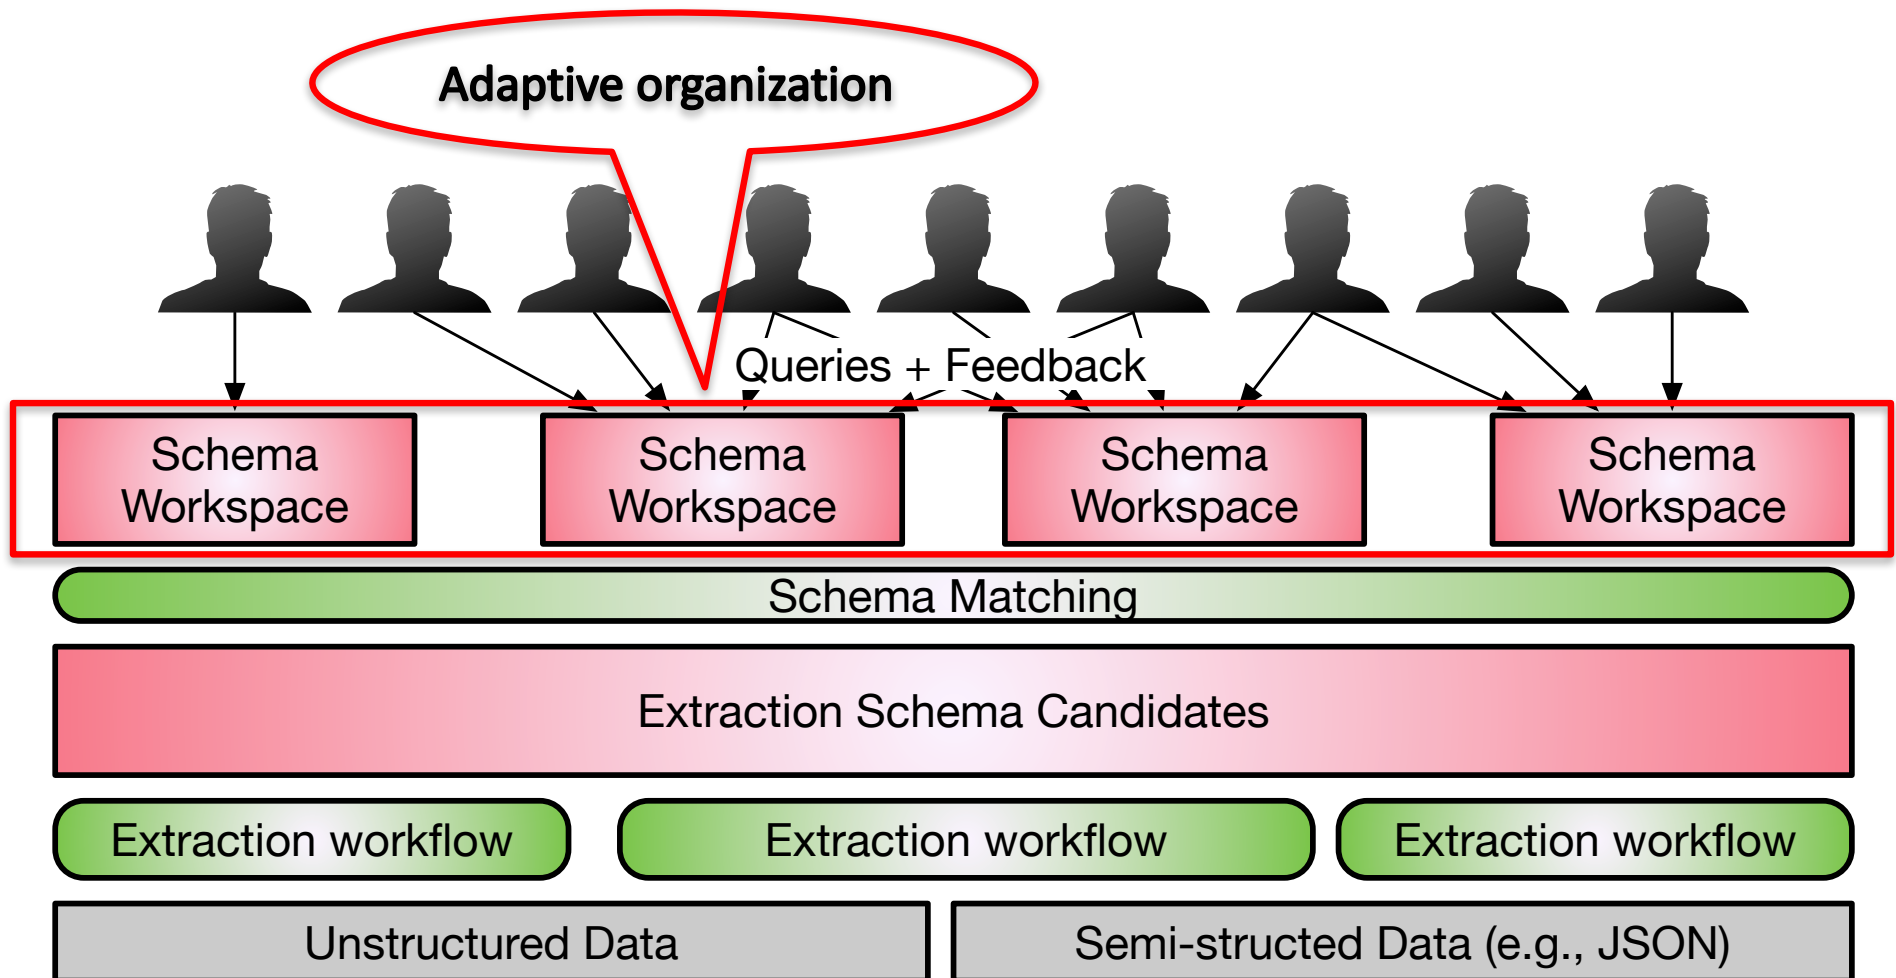 Adaptive organization
Queries + Feedback
Schema
Workspace
Schema
Workspace
Schema
Workspace
Schema
Workspace
Schema Matching
Extraction Schema Candidates
Extraction workflow
Extraction workflow
Extraction workflow
Unstructured Data
Semi-structed Data (e.g., JSON)